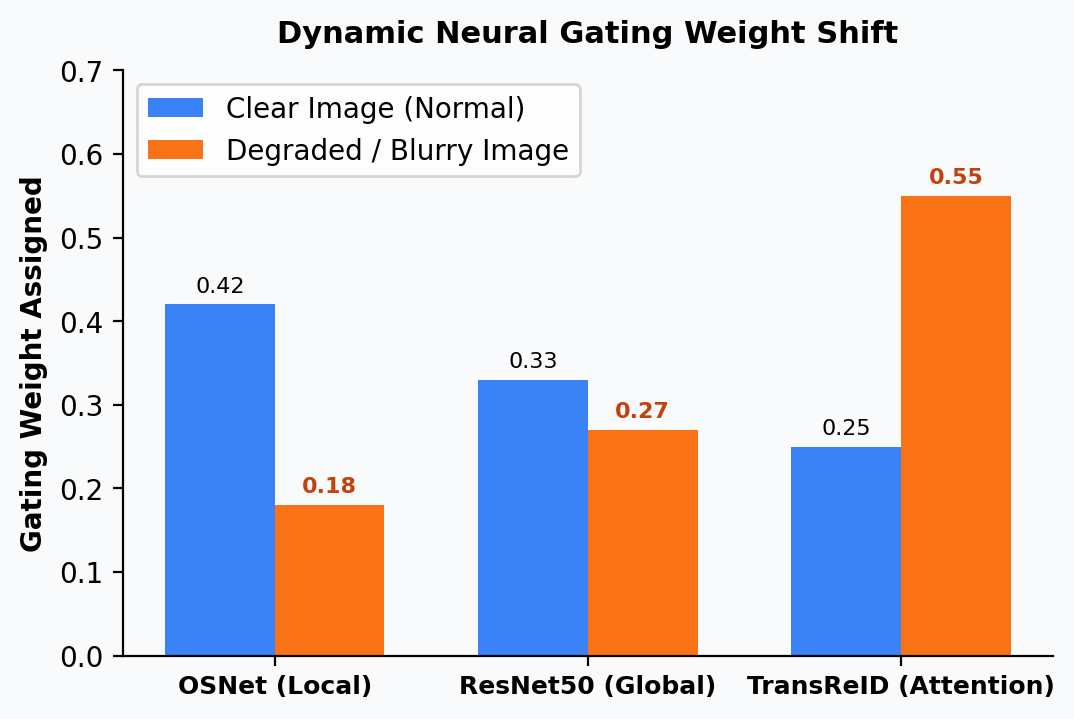 Dynamic Neural Gating Weight Shift
Gating Weight Assigned
0.7
0.6
0.5
0.4
0.3
0.2
0.1
0.0
Clear Image (Normal)
Degraded / Blurry Image
0.42
0.18
0.33
0.27
0.25
0.55
OSNet (Local)
ResNet50 (Global)
TransReID (Attention)